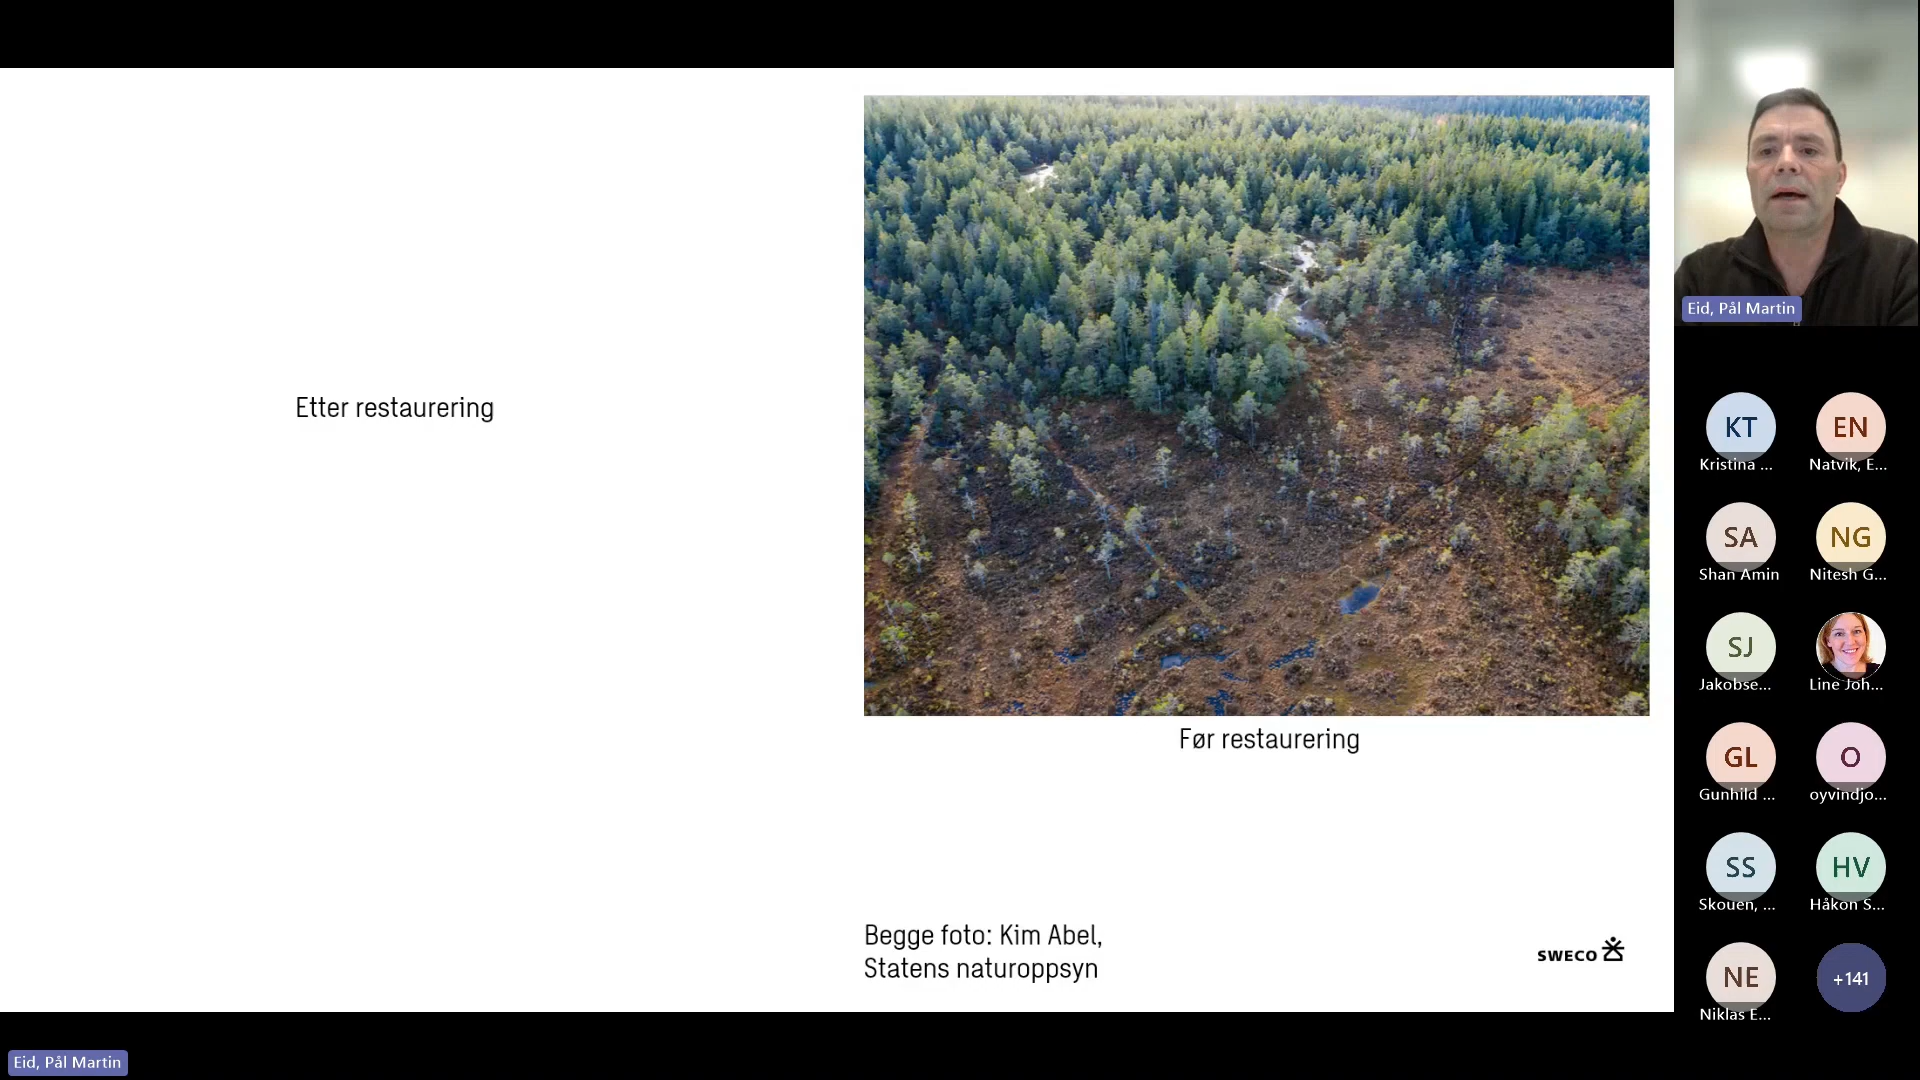 Etter restaurering
Før restaurering
Begge foto: Kim Abel,
Statens naturoppsyn
SWECO
Eid, Pål Martin
KT
Kristina ...
EN
Natvik, E...
SA
Shan Amin
NG
Nitesh G...
SJ
Jakobse...
Line Joh...
GL
Gunhild ...
O
oyvindjo...
SS
Skouen, ...
HV
Håkon S...
NE
Niklas E...
+141
Eid, Pål Martin